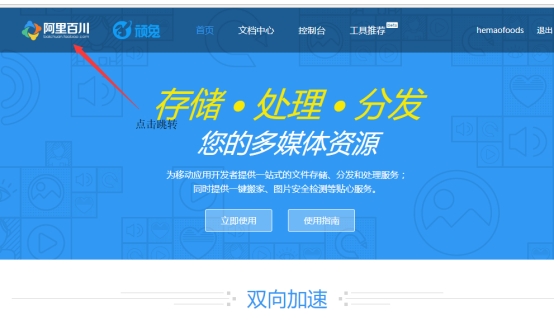 阿里百川
baichuan.taobao.com
顽兔
首页
文档中心
控制台
工具推荐
hemaofoods
退出
点击跳转
存储•处理•分发
您的多媒体资源
为移动应用开发者提供一站式的文件存储、分发和处理服务；
同时提供一键搬家、图片安全检测等贴心服务。
立即使用
使用指南
双向加速